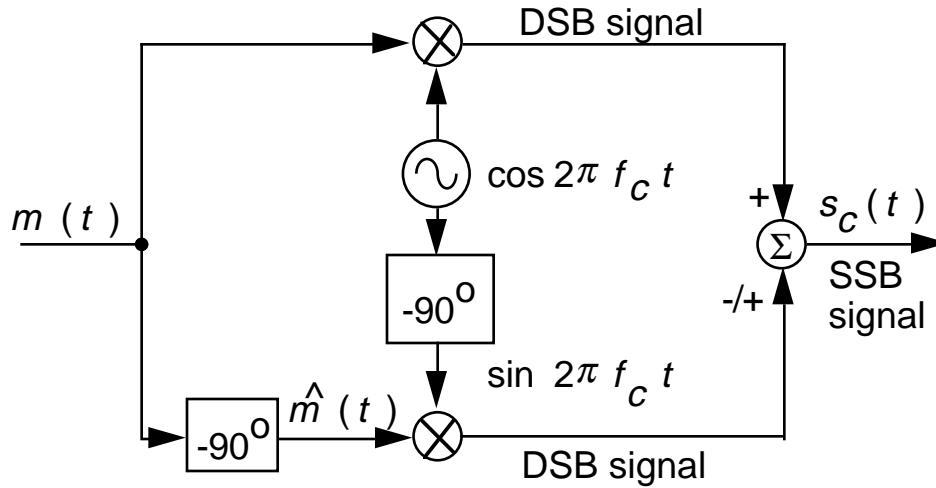 DSB signal
cos 2π f_c t
m (t)
+
s_c (t)
Σ
SSB
signal
-90°
-/+
sin 2π f_c t
m̂ (t)
-90°
DSB signal